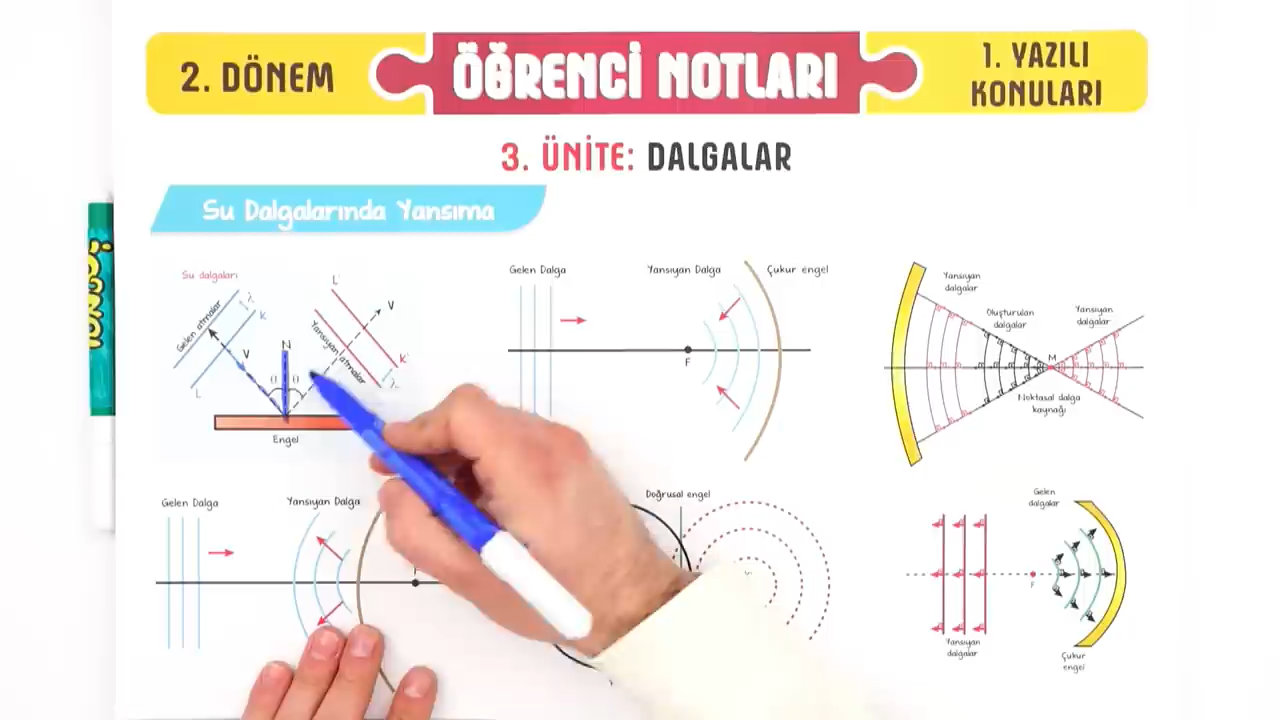 2. DÖNEM
ÖĞRENCİ NOTLARI
1. YAZILI
KONULARI
3. ÜNİTE: DALGALAR
Su Dalgalarında Yansıma
Su dalgaları
Gelen atmalar
λ
K
L
V
N
θ
θ
L'
V
Yansıyan atmalar
K'
λ
Engel
Gelen Dalga
Yansıyan Dalga
Çukur engel
F
Yansıyan
dalgalar
Oluşturulan
dalgalar
Yansıyan
dalgalar
M
Noktasal dalga
kaynağı
Gelen Dalga
Yansıyan Dalga
Doğrusal engel
Gelen
dalgalar
F
Yansıyan
dalgalar
Çukur
engel